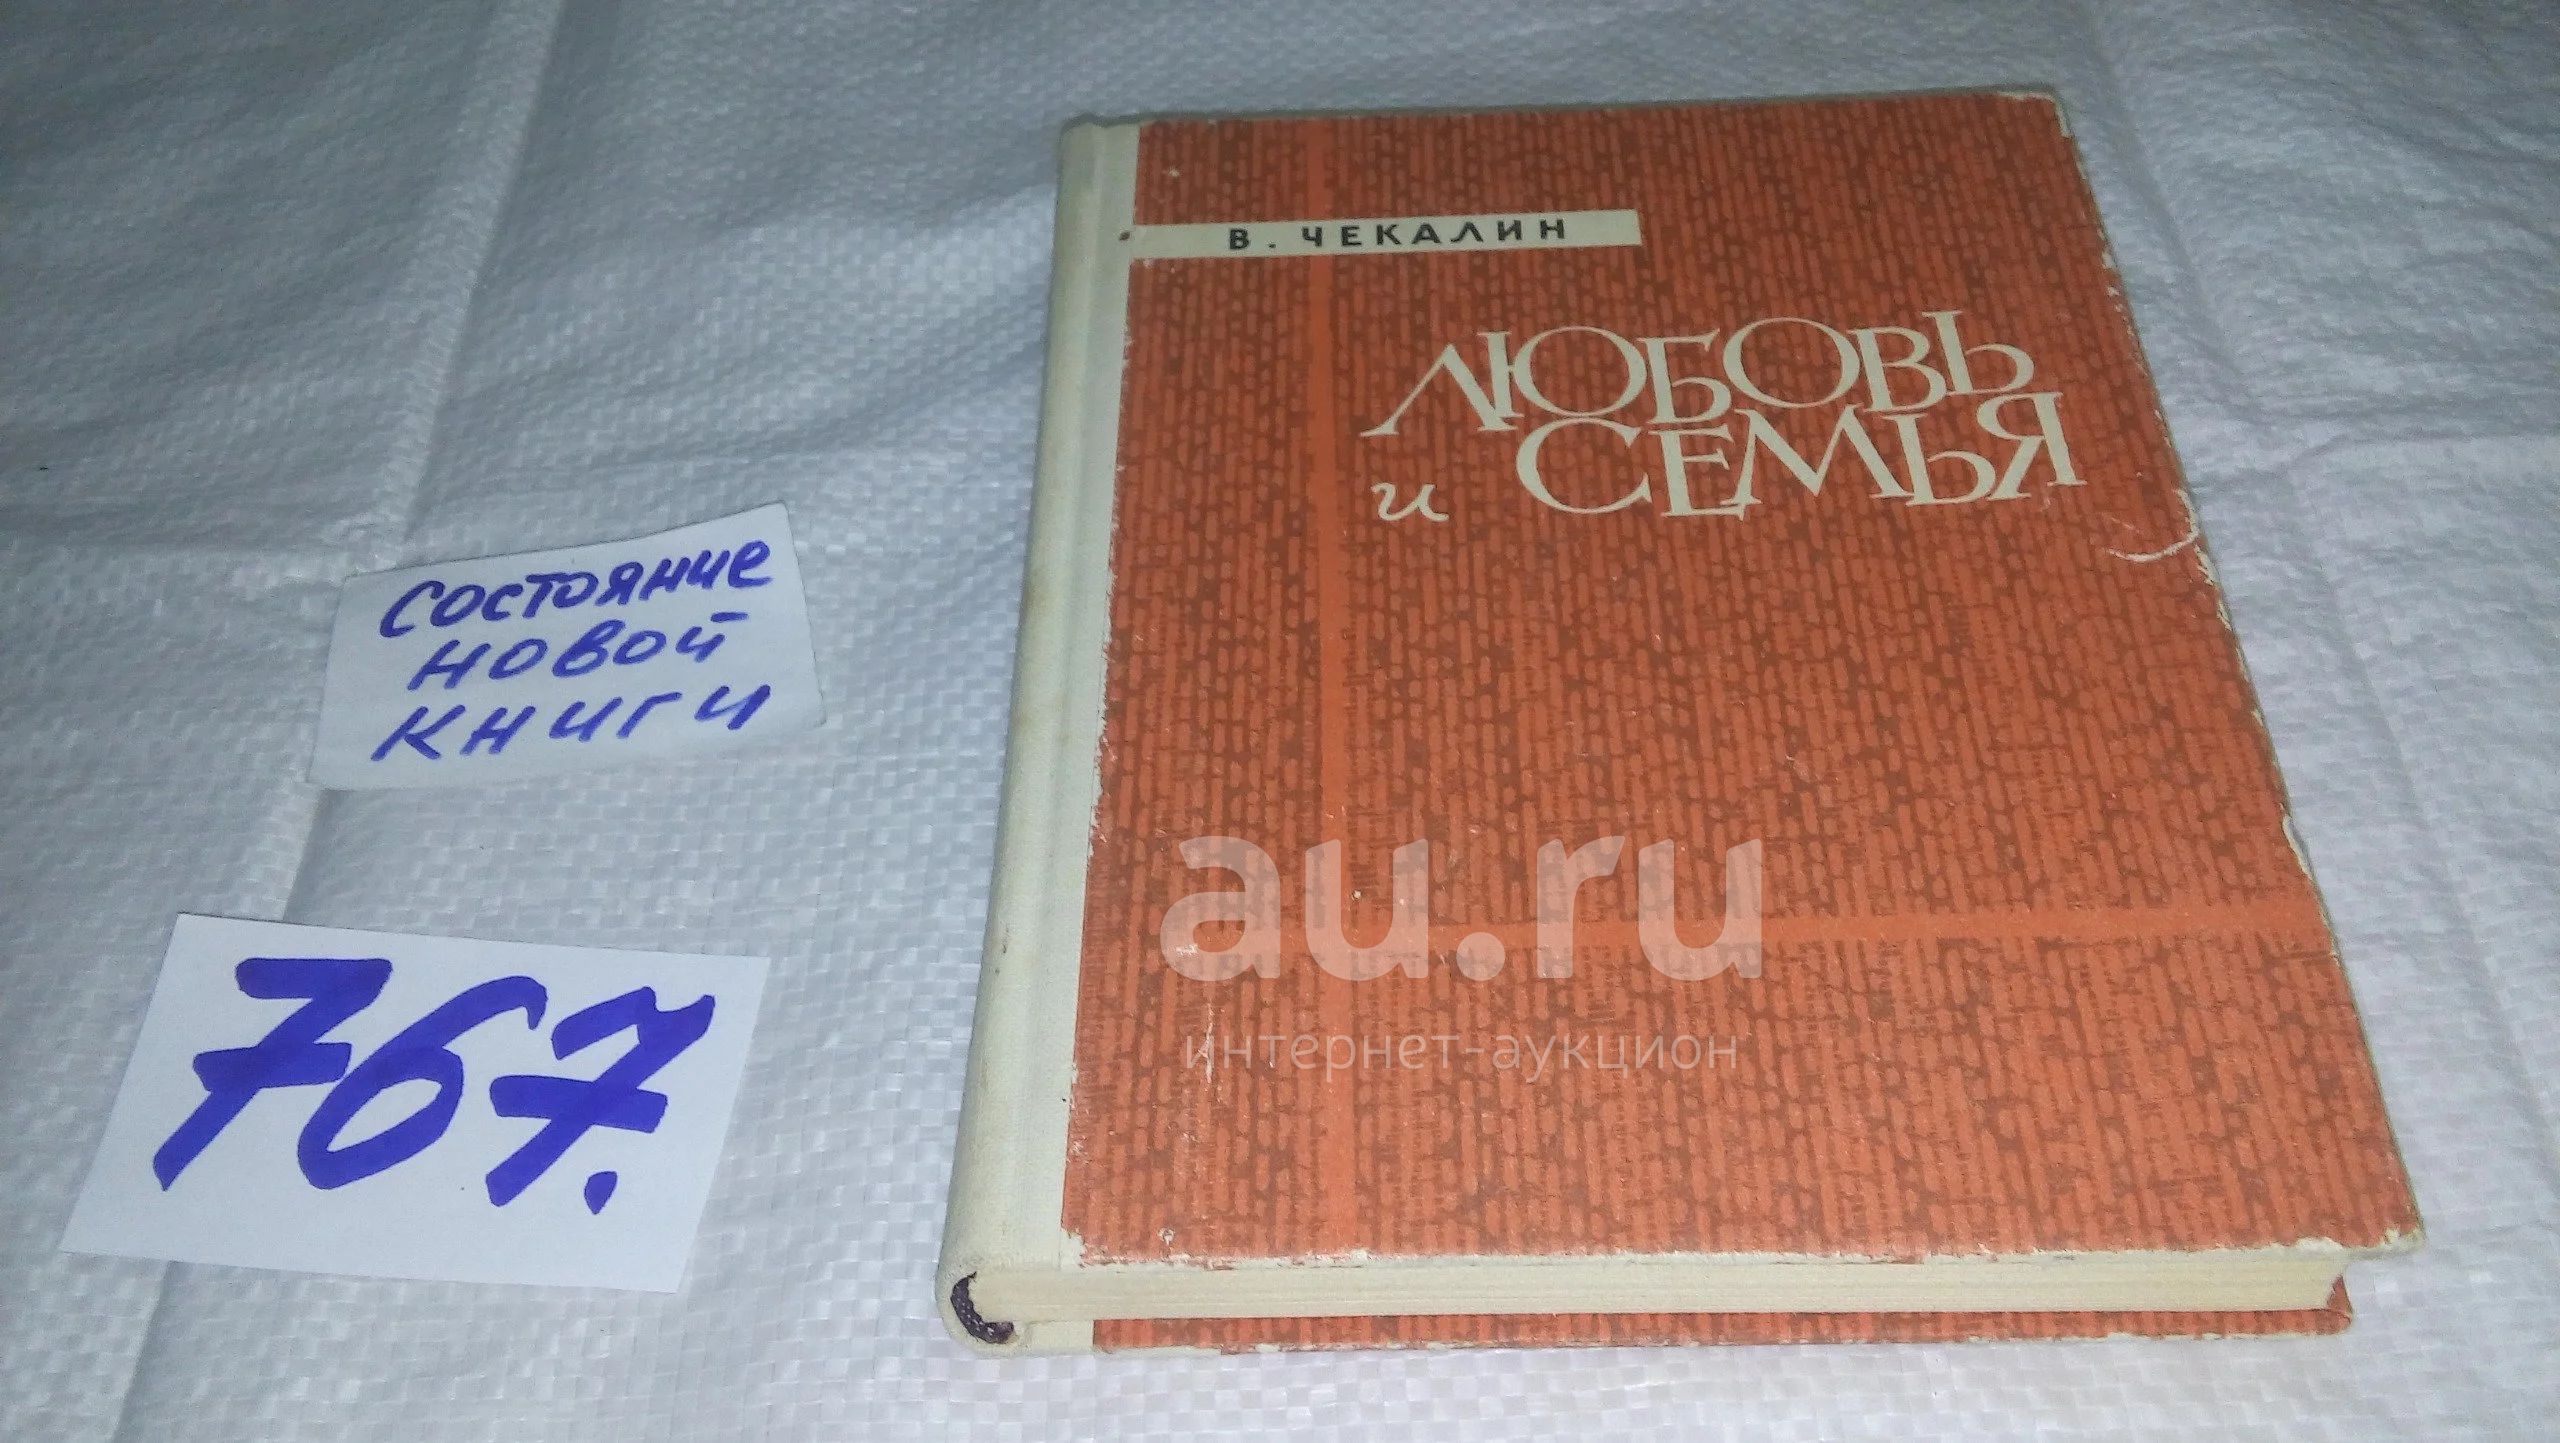 В. ЧЕКАЛИН
ЛЮБОВЬ
и СЕМЬЯ
состояние
новой
книги
767.
au.ru
интернет-аукцион